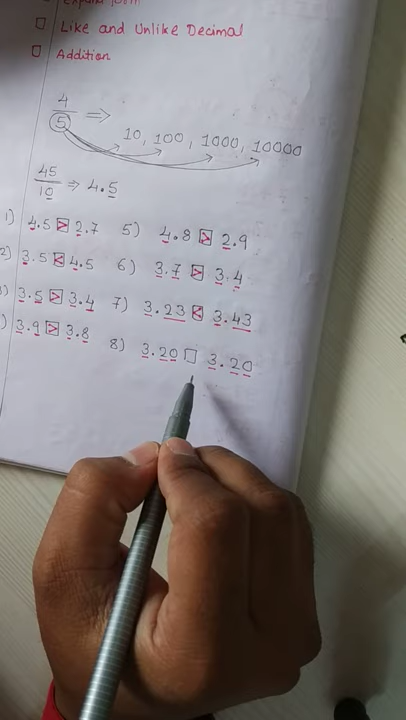 Expand form
□ Like and Unlike Decimal
□ Addition
4/5 ⇒ 10, 100, 1000, 10000
45/10 ⇒ 4.5
1) 4.5 > 2.7 5) 4.8 > 2.9
2) 3.5 < 4.5 6) 3.7 > 3.4
3.5 > 3.4 7) 3.23 < 3.43
) 3.9 > 3.8
8) 3.20 □ 3.20